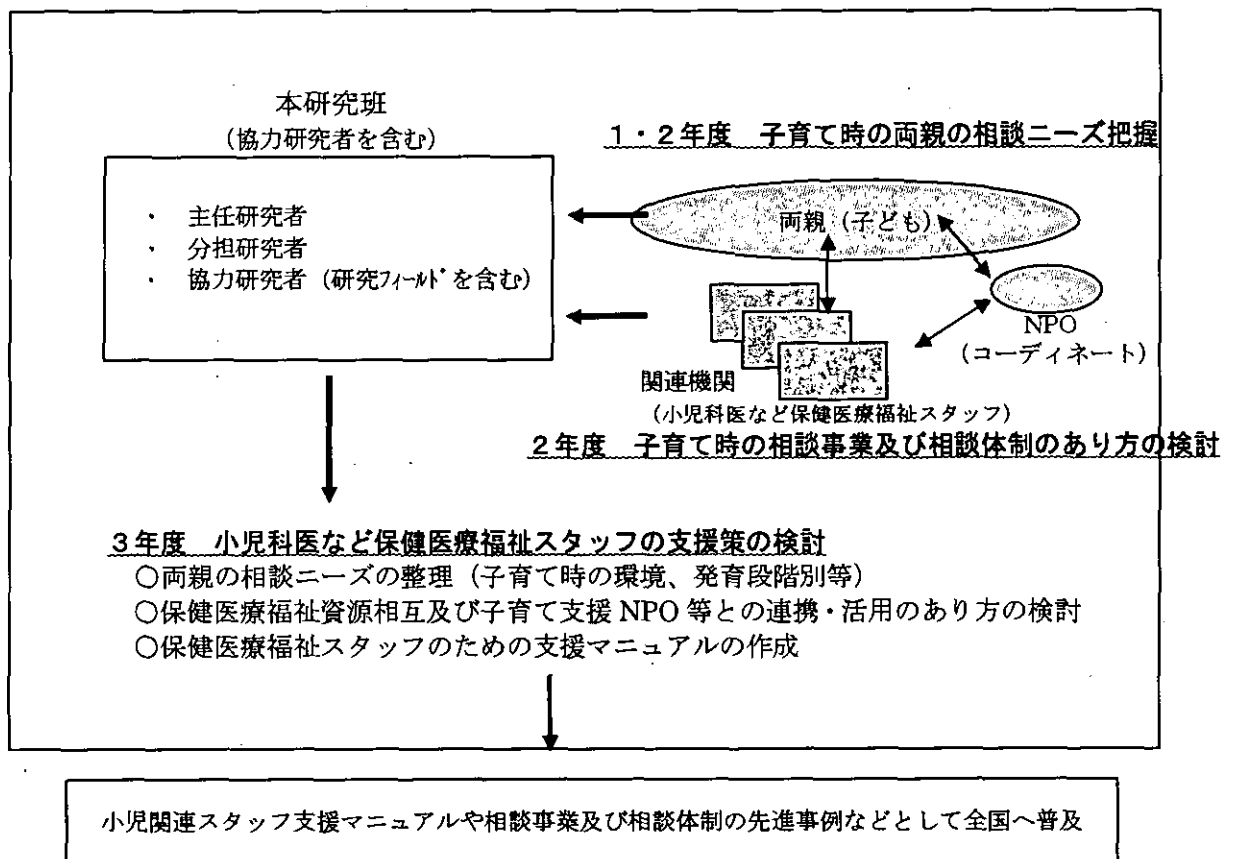 本研究班
（協力研究者を含む）
・ 主任研究者
・ 分担研究者
・ 協力研究者（研究ﾌｨｰﾙﾄﾞを含む）
１・２年度　子育て時の両親の相談ニーズ把握
両親（子ども）
NPO
（コーディネート）
関連機関
（小児科医など保健医療福祉スタッフ）
２年度　子育て時の相談事業及び相談体制のあり方の検討
３年度　小児科医など保健医療福祉スタッフの支援策の検討
○両親の相談ニーズの整理（子育て時の環境、発育段階別等）
○保健医療福祉資源相互及び子育て支援 NPO 等との連携・活用のあり方の検討
○保健医療福祉スタッフのための支援マニュアルの作成
小児関連スタッフ支援マニュアルや相談事業及び相談体制の先進事例などとして全国へ普及